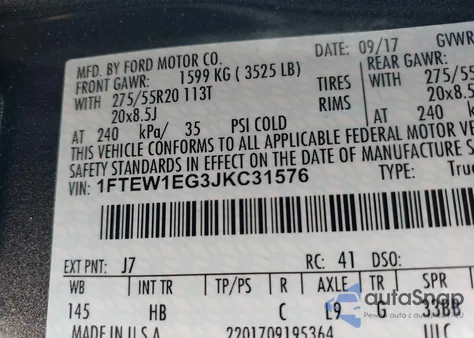 MFD. BY FORD MOTOR CO.
DATE: 09/17 GVWR
FRONT GAWR: 1599 KG ( 3525 LB) REAR GAWR:
WITH 275/55R20 113T TIRES 275/55
20x8.5J RIMS 20x8.5
AT 240 kPa/ 35 PSI COLD AT 240
THIS VEHICLE CONFORMS TO ALL APPLICABLE FEDERAL MOTOR
SAFETY STANDARDS IN EFFECT ON THE DATE OF MANUFACTURE
VIN: 1FTEW1EG3JKC31576 TYPE: Truc
EXT PNT: J7 RC: 41 DSO:
WB INT TR TP/PS R AXLE TR SPR
145 HB C L9 G 33BB
MADE IN U.S.A. 2201709195364
autoSnap